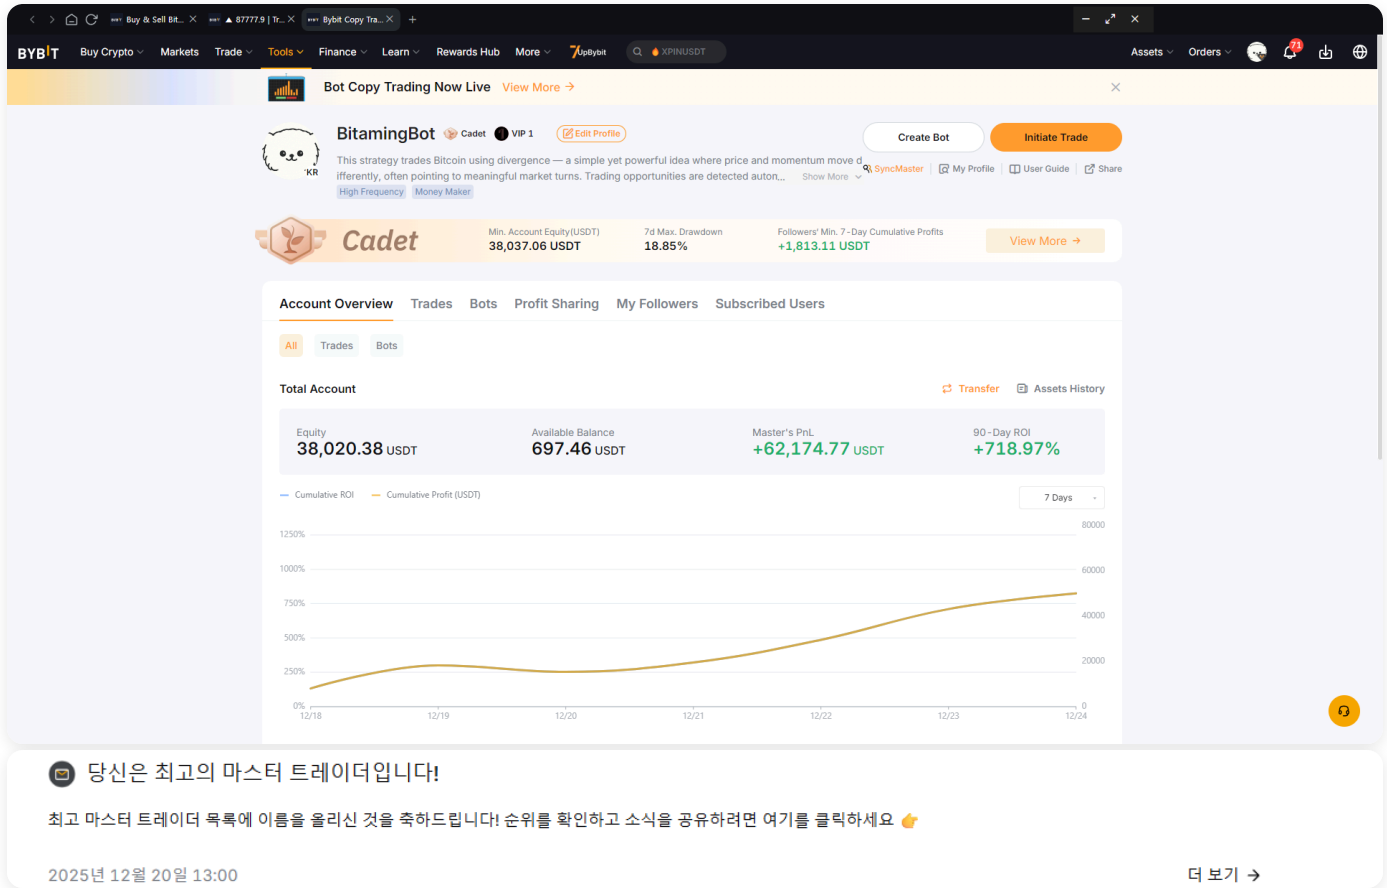 Buy & Sell Bit...
▲ 87777.9 | Tr...
Bybit Copy Tra...
BYBIT Buy Crypto Markets Trade Tools Finance Learn Rewards Hub More 7UpBybit XPINUSDT Assets Orders 71
Bot Copy Trading Now Live View More →
BitamingBot Cadet VIP 1 Edit Profile
Create Bot Initiate Trade
This strategy trades Bitcoin using divergence — a simple yet powerful idea where price and momentum move d
ifferently, often pointing to meaningful market turns. Trading opportunities are detected auton... Show More
SyncMaster My Profile User Guide Share
KR
High Frequency Money Maker
Cadet
Min. Account Equity(USDT) 7d Max. Drawdown Followers' Min. 7-Day Cumulative Profits
38,037.06 USDT 18.85% +1,813.11 USDT
View More →
Account Overview Trades Bots Profit Sharing My Followers Subscribed Users
All Trades Bots
Total Account Transfer Assets History
Equity Available Balance Master's PnL 90-Day ROI
38,020.38 USDT 697.46 USDT +62,174.77 USDT +718.97%
Cumulative ROI Cumulative Profit (USDT) 7 Days
1250% 80000
1000% 60000
750% 40000
500% 20000
250%
0% 0
12/18 12/19 12/20 12/21 12/22 12/23 12/24
당신은 최고의 마스터 트레이더입니다!
최고 마스터 트레이더 목록에 이름을 올리신 것을 축하드립니다! 순위를 확인하고 소식을 공유하려면 여기를 클릭하세요 👉
2025년 12월 20일 13:00 더 보기 →